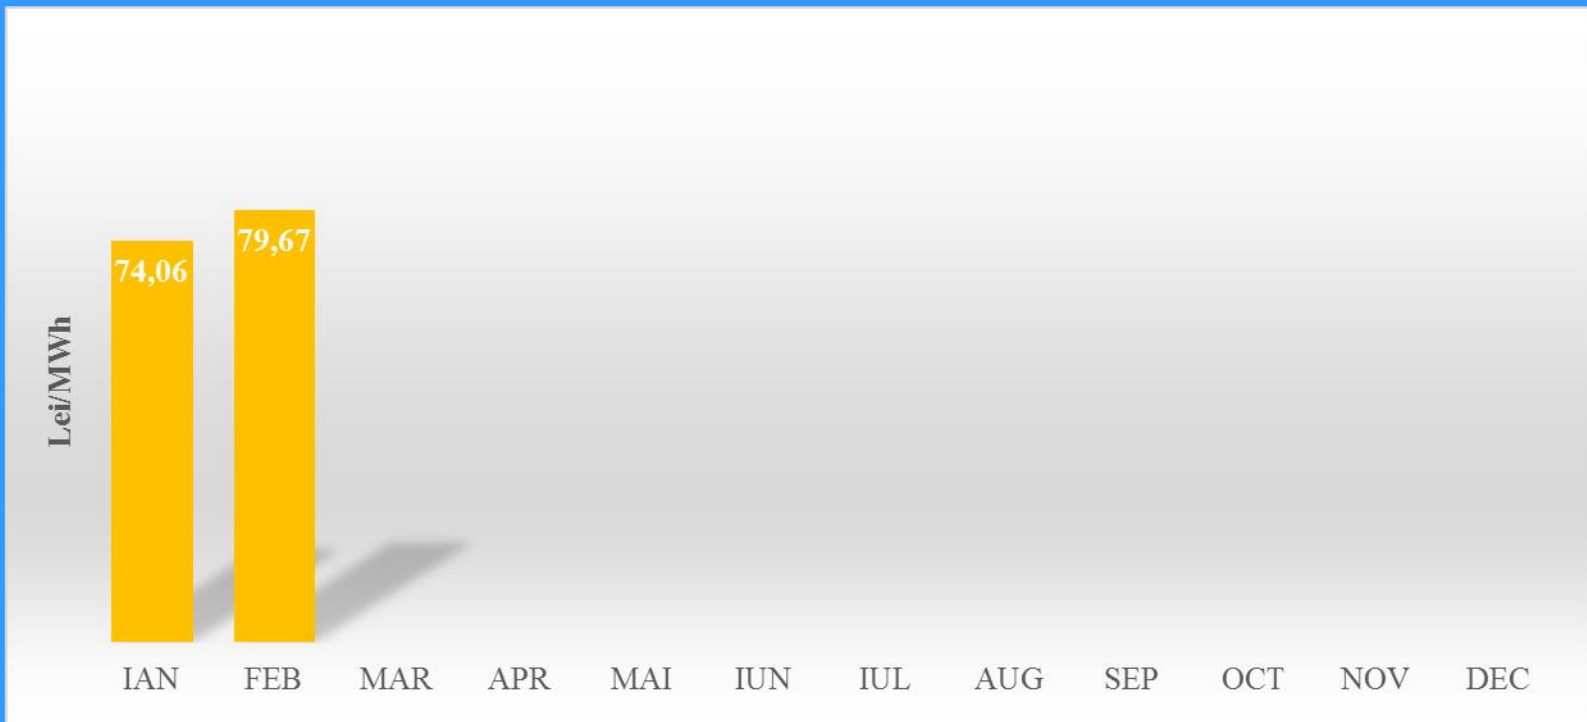 79,67
74,06
Lei/MWh
IAN FEB MAR APR MAI IUN IUL AUG SEP OCT NOV DEC